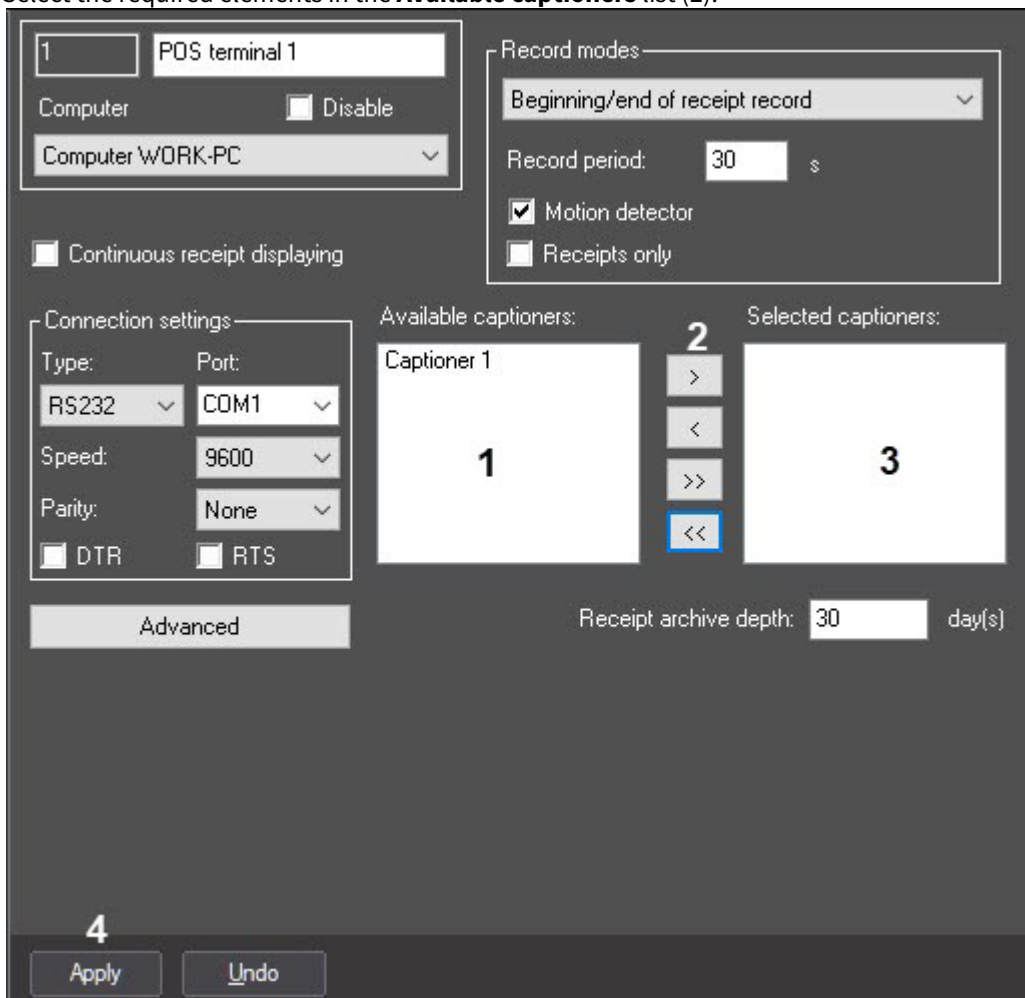 Select the required elements in the Available captioners list (1).
1 POS terminal 1
Computer Disable
Computer WORK-PC
Record modes
Beginning/end of receipt record
Record period: 30 s
Motion detector
Receipts only
Continuous receipt displaying
Connection settings
Type: Port:
RS232 COM1
Speed: 9600
Parity: None
DTR RTS
Available captioners:
Captioner 1
1
2
>
<
>>
<<
Selected captioners:
3
Advanced
Receipt archive depth: 30 day(s)
4
Apply Undo